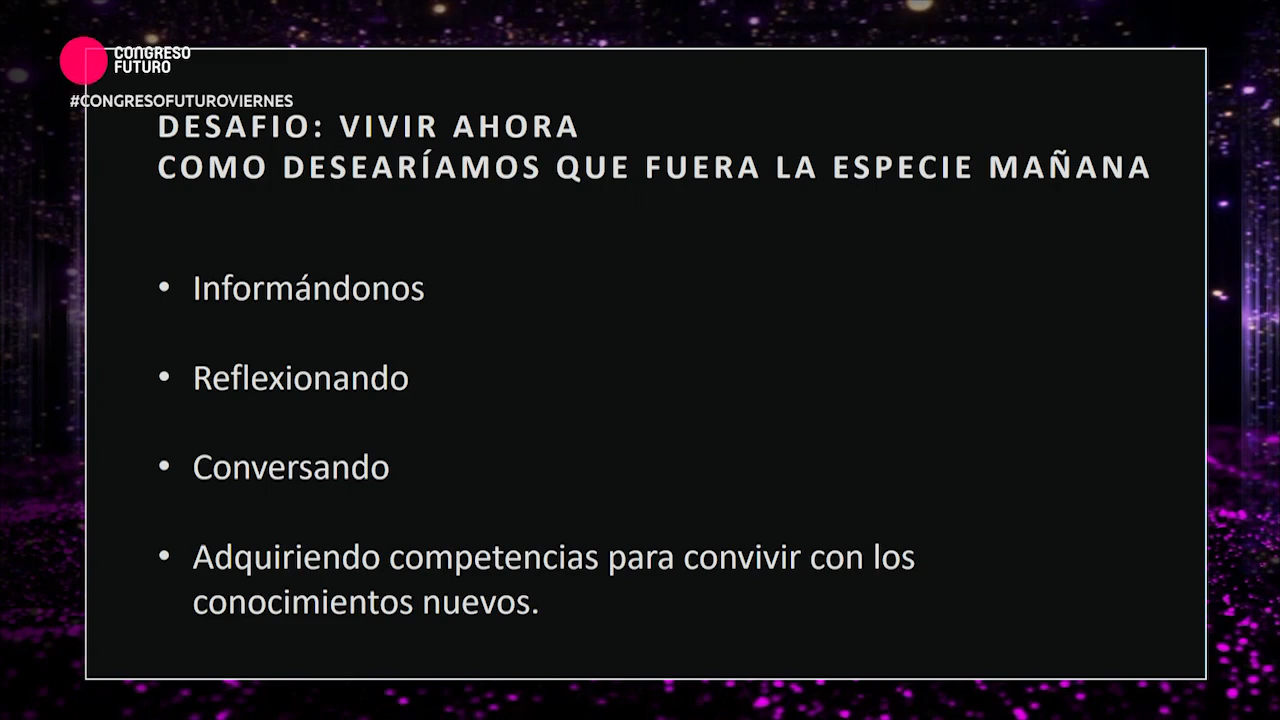 CONGRESO
FUTURO
#CONGRESOFUTUROVIERNES
DESAFIO: VIVIR AHORA
COMO DESEARÍAMOS QUE FUERA LA ESPECIE MAÑANA
• Informándonos
• Reflexionando
• Conversando
• Adquiriendo competencias para convivir con los
conocimientos nuevos.